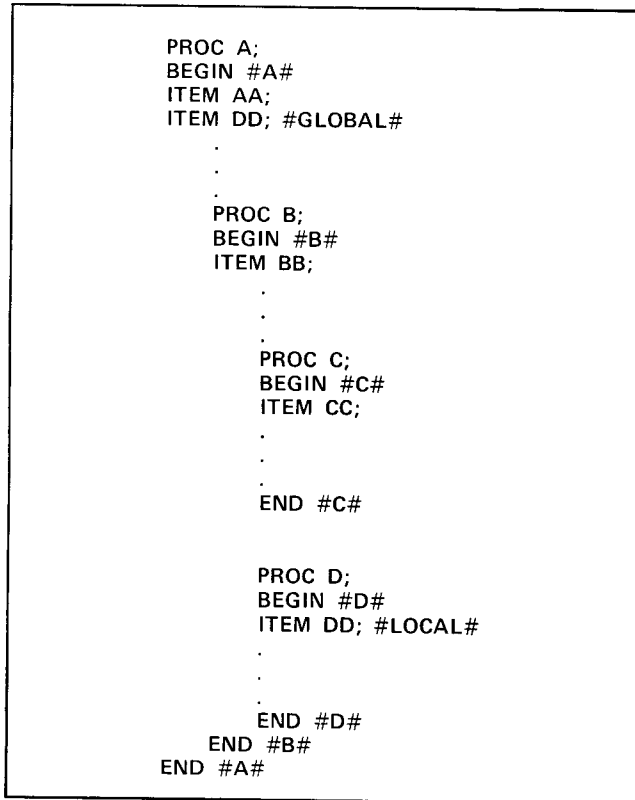 PROC A;
BEGIN #A#
ITEM AA;
ITEM DD; #GLOBAL#
.
.
.
PROC B;
BEGIN #B#
ITEM BB;
.
.
.
PROC C;
BEGIN #C#
ITEM CC;
.
.
.
END #C#
PROC D;
BEGIN #D#
ITEM DD; #LOCAL#
.
.
.
END #D#
END #B#
END #A#